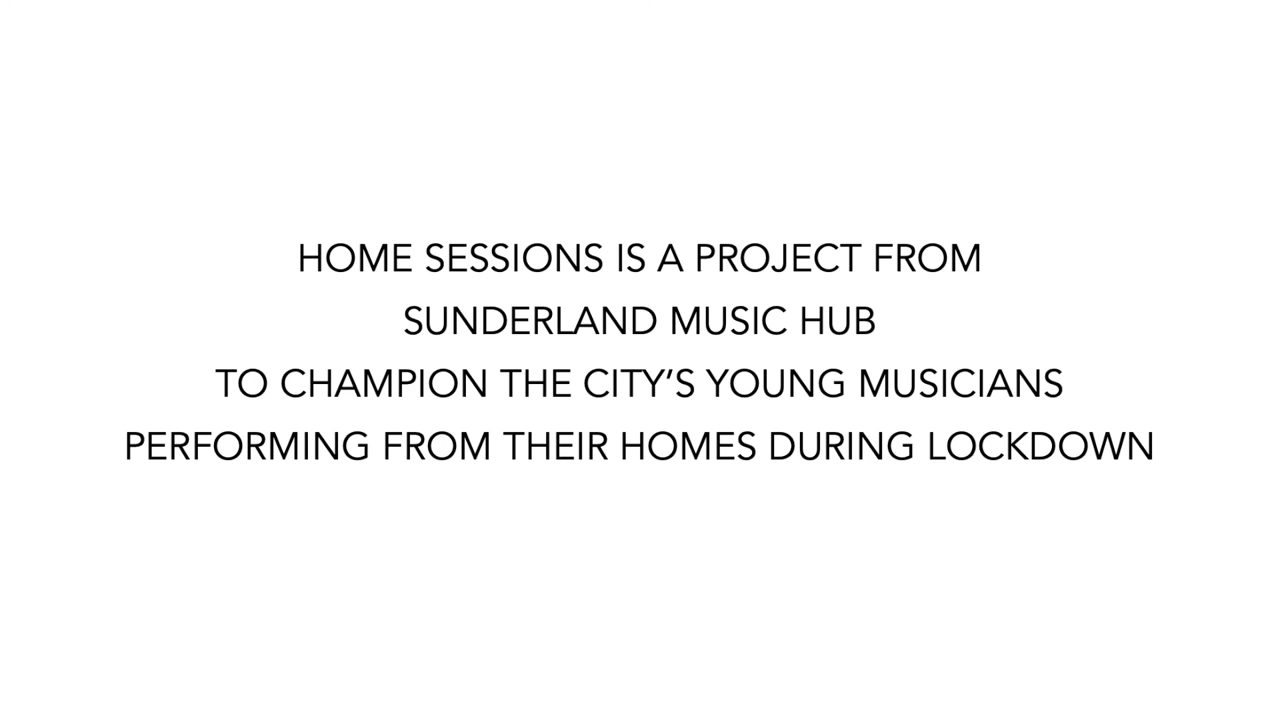 HOME SESSIONS IS A PROJECT FROM
SUNDERLAND MUSIC HUB
TO CHAMPION THE CITY’S YOUNG MUSICIANS
PERFORMING FROM THEIR HOMES DURING LOCKDOWN